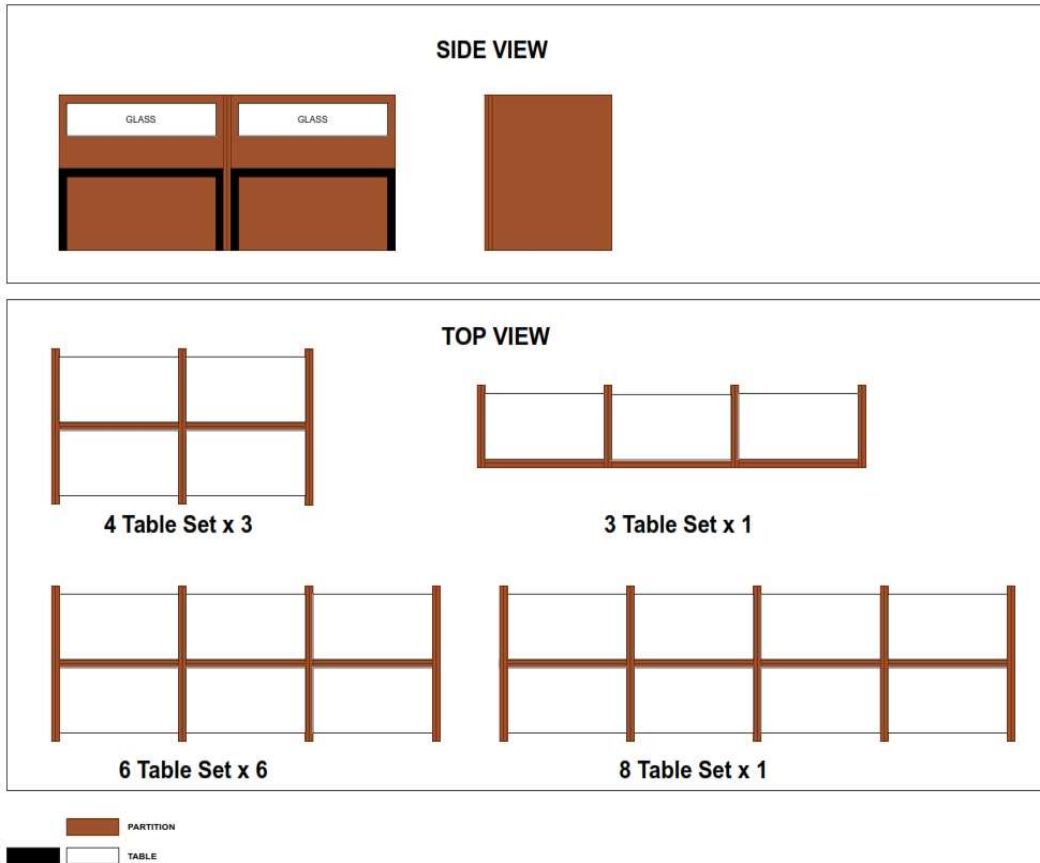 SIDE VIEW
GLASS
GLASS
TOP VIEW
4 Table Set x 3
3 Table Set x 1
6 Table Set x 6
8 Table Set x 1
PARTITION
TABLE